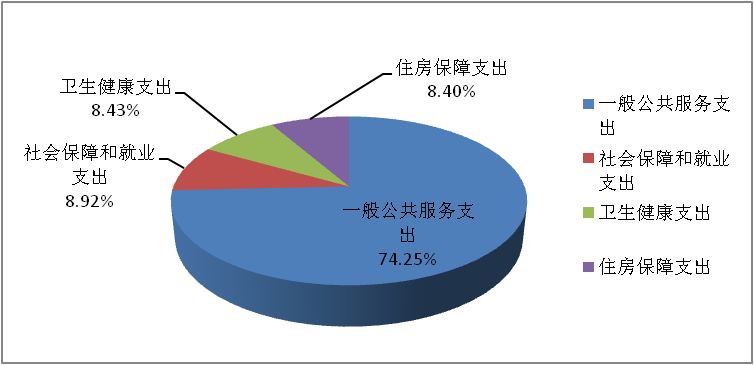 住房保障支出
8.40%
卫生健康支出
8.43%
社会保障和就业
支出
8.92%
一般公共服务支
出
74.25%
一般公共服务支
出
社会保障和就业
支出
卫生健康支出
住房保障支出